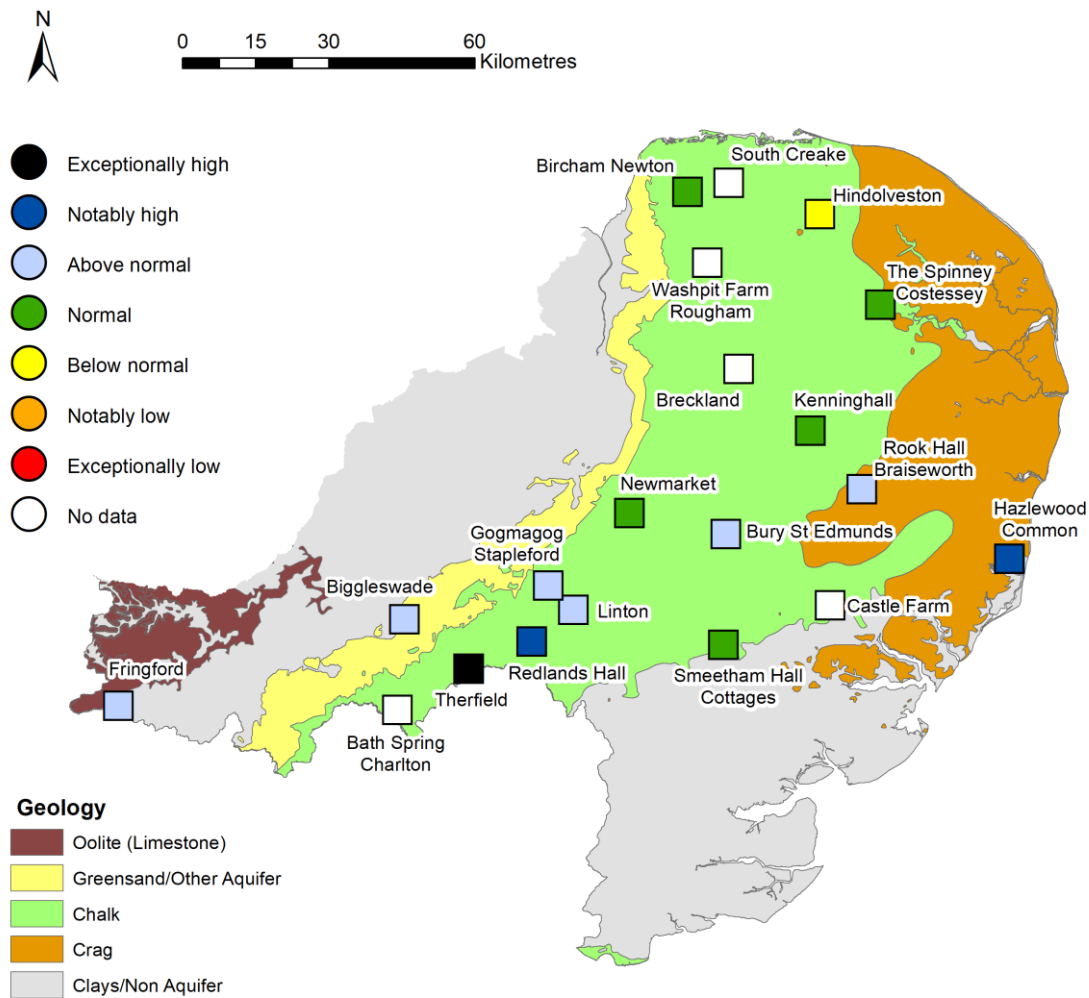 N
0 15 30 60
Kilometres
Exceptionally high
Notably high
Above normal
Normal
Below normal
Notably low
Exceptionally low
No data
South Creake
Bircham Newton
Hindolveston
The Spinney
Costessey
Washpit Farm
Rougham
Breckland
Kenninghall
Rook Hall
Braiseworth
Newmarket
Hazlewood
Common
Gogmagog
Stapleford
Bury St Edmunds
Biggleswade
Linton
Castle Farm
Fringford
Redlands Hall
Smeetham Hall
Cottages
Therfield
Bath Spring
Charlton
Geology
Oolite (Limestone)
Greensand/Other Aquifer
Chalk
Crag
Clays/Non Aquifer